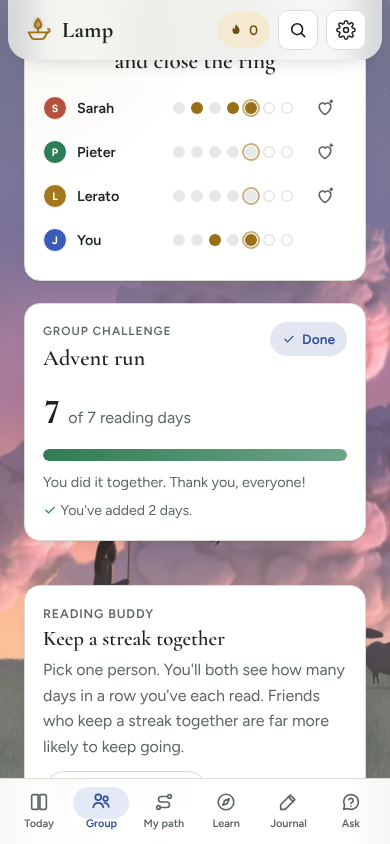 Lamp
0
and close the ring
S Sarah
P Pieter
L Lerato
J You
GROUP CHALLENGE
Done
Advent run
7 of 7 reading days
You did it together. Thank you, everyone!
You've added 2 days.
READING BUDDY
Keep a streak together
Pick one person. You'll both see how many
days in a row you've each read. Friends
who keep a streak together are far more
likely to keep going.
Today
Group
My path
Learn
Journal
Ask